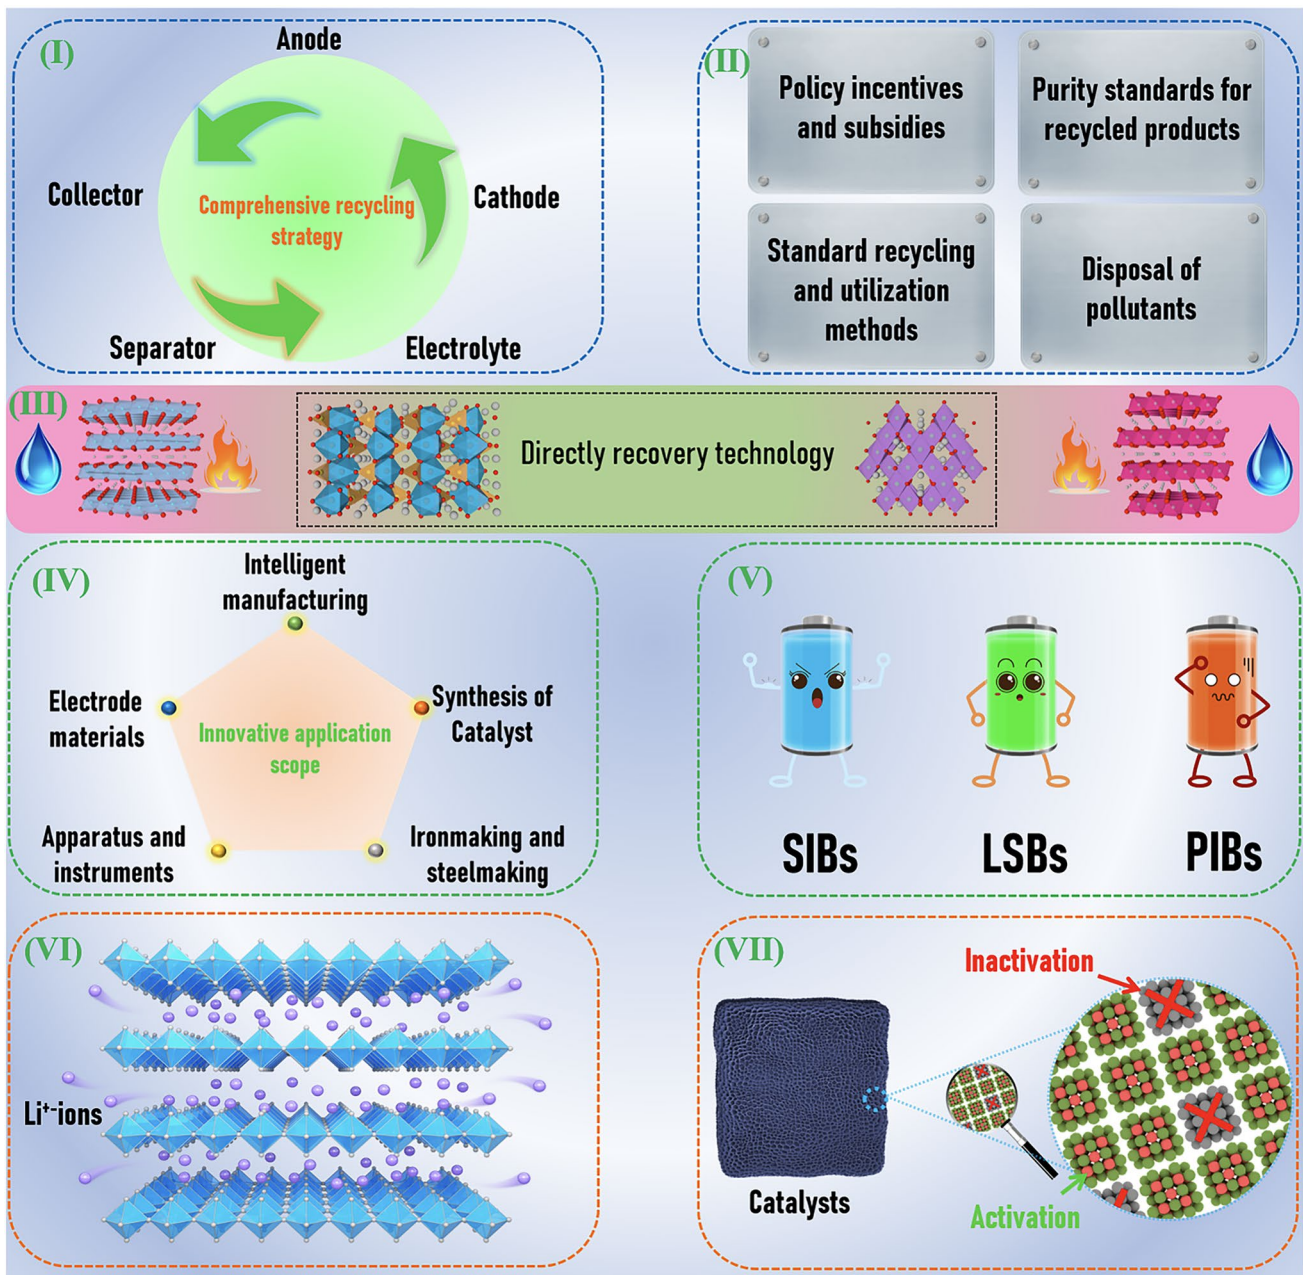 (I)
Anode
Collector
Comprehensive recycling
strategy
Cathode
Separator
Electrolyte
(II)
Policy incentives
and subsidies
Purity standards for
recycled products
Standard recycling
and utilization
methods
Disposal of
pollutants
(III)
Directly recovery technology
(IV)
Intelligent
manufacturing
Electrode
materials
Innovative application
scope
Synthesis of
Catalyst
Apparatus and
instruments
Ironmaking and
steelmaking
(V)
SIBs
LSBs
PIBs
(VI)
Li⁺-ions
(VII)
Inactivation
Catalysts
Activation